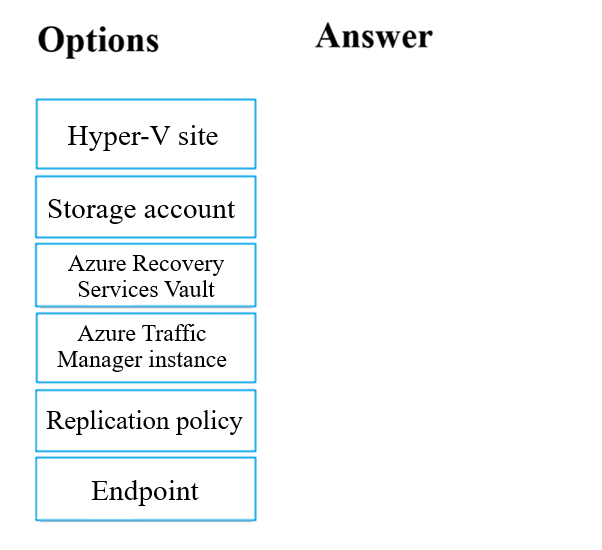 Options
Answer
Hyper-V site
Storage account
Azure Recovery
Services Vault
Azure Traffic
Manager instance
Replication policy
Endpoint